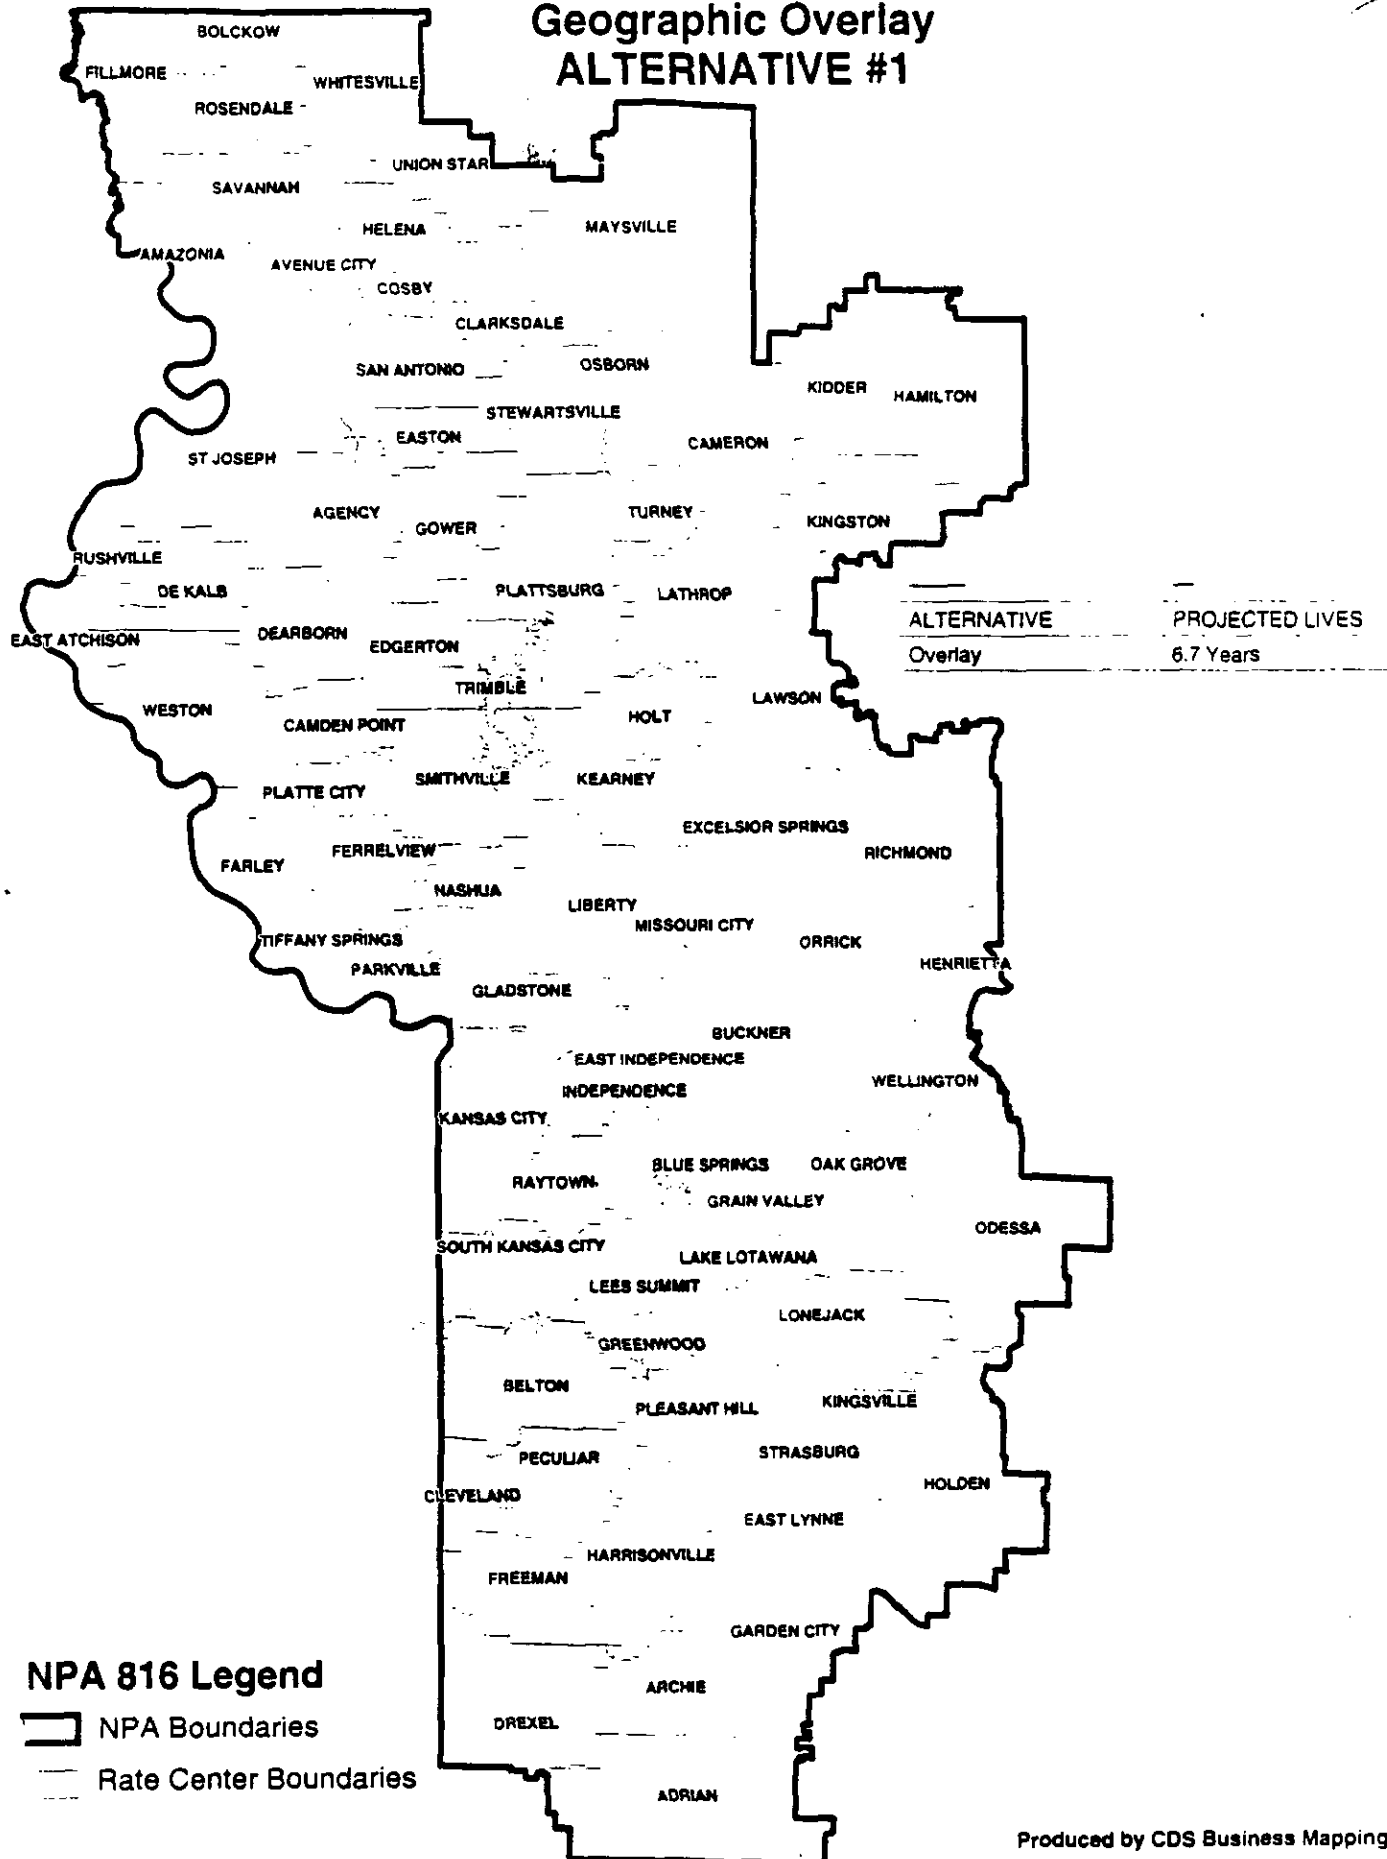 Geographic Overlay
ALTERNATIVE #1
BOLCKOW
FILLMORE
WHITESVILLE
ROSENDALE
UNION STAR
SAVANNAH
HELENA
MAYSVILLE
AMAZONIA
AVENUE CITY
COSBY
CLARKSDALE
SAN ANTONIO
OSBORN
KIDDER
HAMILTON
STEWARTSVILLE
EASTON
CAMERON
ST JOSEPH
AGENCY
GOWER
TURNEY
KINGSTON
RUSHVILLE
DE KALB
PLATTSBURG
LATHROP
ALTERNATIVE PROJECTED LIVES
Overlay 6.7 Years
EAST ATCHISON
DEARBORN
EDGERTON
TRIMBLE
LAWSON
WESTON
CAMDEN POINT
HOLT
SMITHVILLE
KEARNEY
PLATTE CITY
EXCELSIOR SPRINGS
FERRELVIEW
RICHMOND
FARLEY
NASHUA
LIBERTY
MISSOURI CITY
TIFFANY SPRINGS
ORRICK
PARKVILLE
HENRIETTA
GLADSTONE
BUCKNER
EAST INDEPENDENCE
WELLINGTON
INDEPENDENCE
KANSAS CITY
BLUE SPRINGS
OAK GROVE
RAYTOWN
GRAIN VALLEY
ODESSA
SOUTH KANSAS CITY
LAKE LOTAWANA
LEES SUMMIT
LONEJACK
GREENWOOD
BELTON
PLEASANT HILL
KINGSVILLE
STRASBURG
PECULIAR
HOLDEN
CLEVELAND
EAST LYNNE
HARRISONVILLE
FREEMAN
GARDEN CITY
NPA 816 Legend
ARCHIE
NPA Boundaries
DREXEL
Rate Center Boundaries
ADRIAN
Produced by CDS Business Mapping